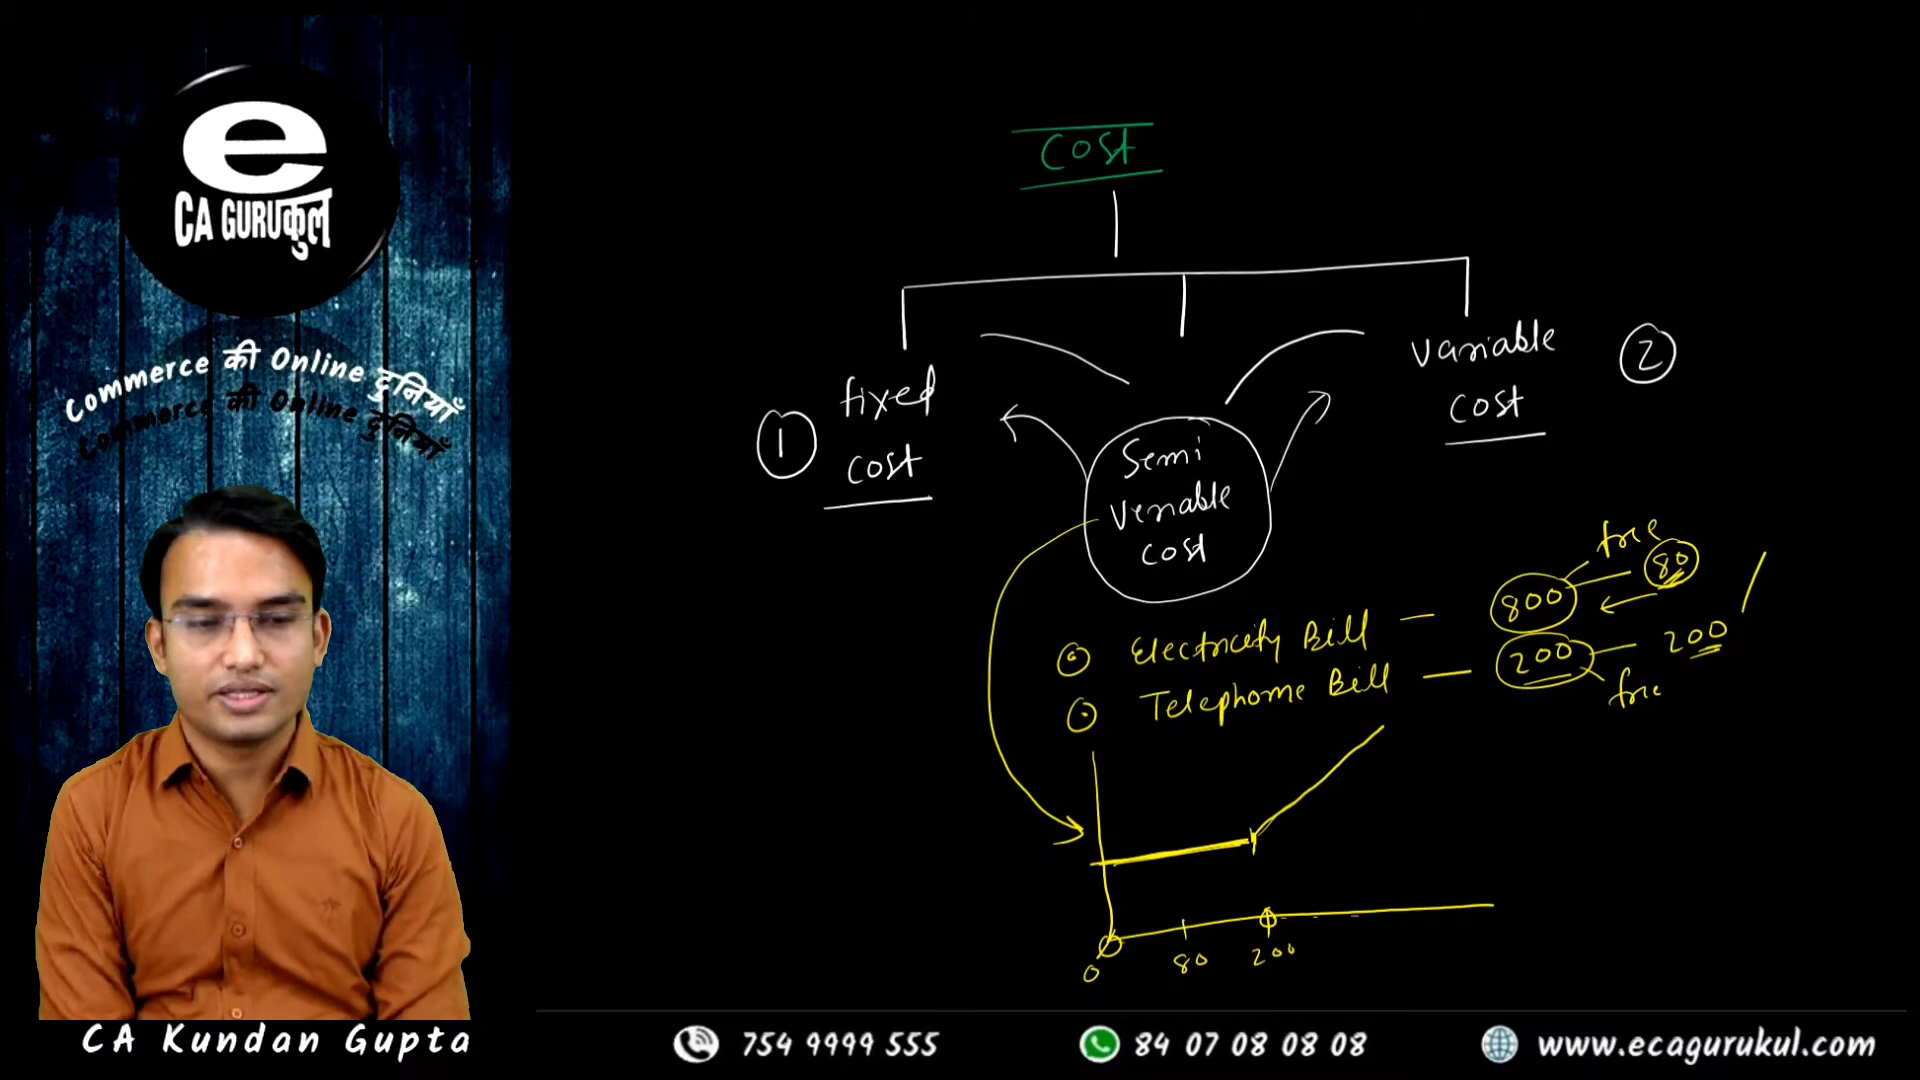 e
CA GURUकुल
Commerce की Online दुनियाँ
Commerce की Online दुनियाँ
Cost
fixed
cost
1
Variable
cost
2
Semi
Variable
cost
Electricity Bill — 800 — 80
free
Telephone Bill — 200 — 200
free
0 80 200
CA Kundan Gupta
754 9999 555
84 07 08 08 08
www.ecagurukul.com